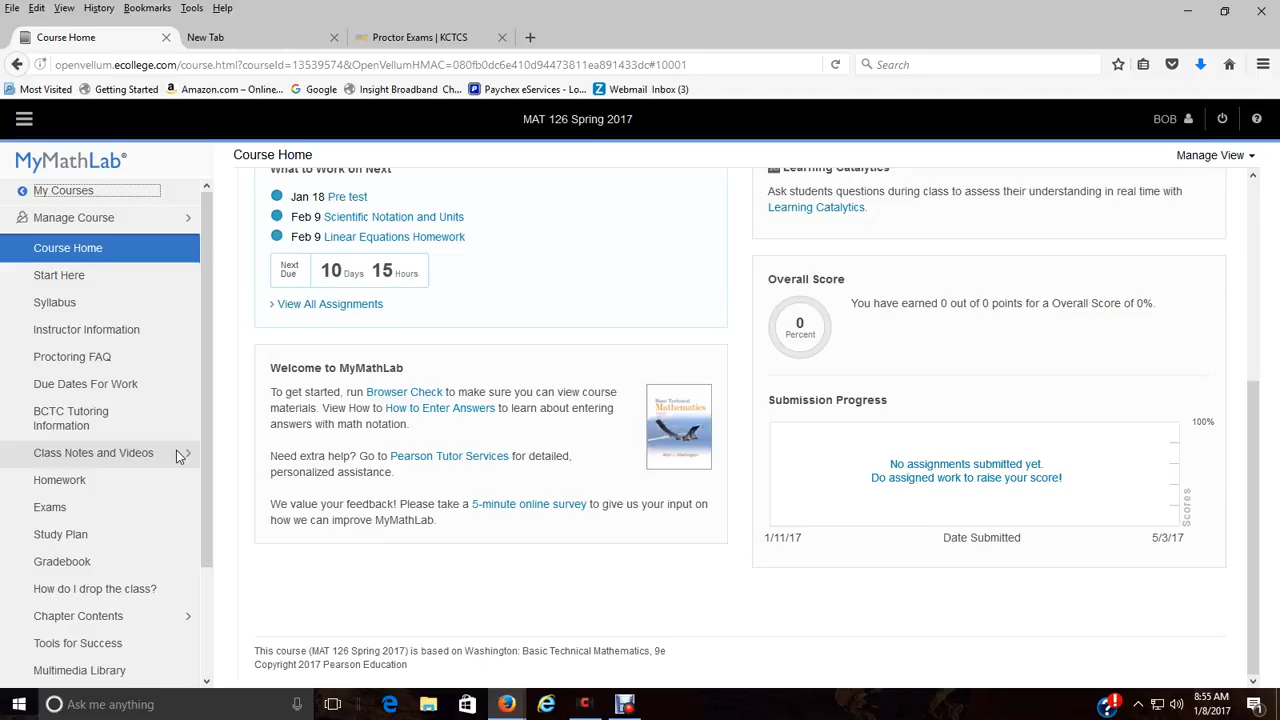 File Edit View History Bookmarks Tools Help
Course Home
New Tab
Proctor Exams | KCTCS
openvellum.ecollege.com/course.html?courseId=13539574&OpenVellumHMAC=080fb0dc6e410d94473811ea891433dc#10001
Search
Most Visited Getting Started Amazon.com – Online... Google Insight Broadband Ch... Paychex eServices - Lo... Webmail Inbox (3)
MAT 126 Spring 2017
BOB
MyMathLab®
Course Home
Manage View
My Courses
Manage Course
Course Home
Start Here
Syllabus
Instructor Information
Proctoring FAQ
Due Dates For Work
BCTC Tutoring
Information
Class Notes and Videos
Homework
Exams
Study Plan
Gradebook
How do I drop the class?
Chapter Contents
Tools for Success
Multimedia Library
What to Work on Next
Jan 18 Pre test
Feb 9 Scientific Notation and Units
Feb 9 Linear Equations Homework
Next Due 10 Days 15 Hours
View All Assignments
Welcome to MyMathLab
To get started, run Browser Check to make sure you can view course
materials. View How to How to Enter Answers to learn about entering
answers with math notation.
Need extra help? Go to Pearson Tutor Services for detailed,
personalized assistance.
We value your feedback! Please take a 5-minute online survey to give us your input on
how we can improve MyMathLab.
Basic Technical
Mathematics
Learning Catalytics
Ask students questions during class to assess their understanding in real time with
Learning Catalytics.
Overall Score
0
Percent
You have earned 0 out of 0 points for a Overall Score of 0%.
Submission Progress
100%
No assignments submitted yet.
Do assigned work to raise your score!
Scores
1/11/17 Date Submitted 5/3/17
This course (MAT 126 Spring 2017) is based on Washington: Basic Technical Mathematics, 9e
Copyright 2017 Pearson Education
Ask me anything
8:55 AM
1/8/2017